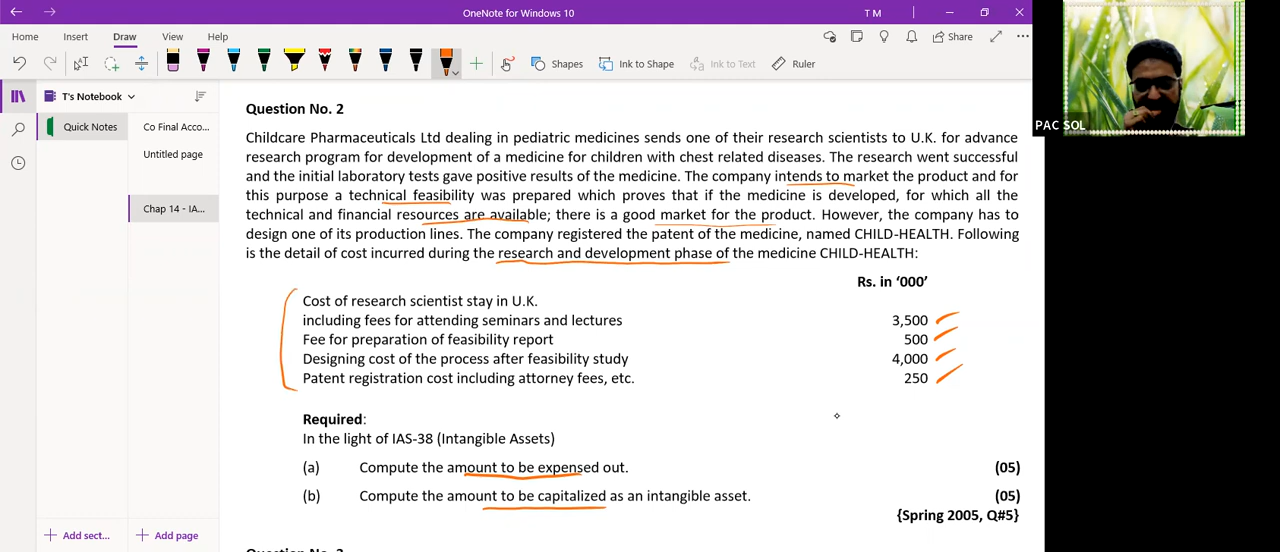 OneNote for Windows 10
T M
Home Insert Draw View Help
Share
Shapes
Ink to Shape
Ink to Text
Ruler
T's Notebook
Quick Notes
Co Final Acco...
Untitled page
Chap 14 - IA...
Add sect...
Add page
PAC SOL
Question No. 2
Childcare Pharmaceuticals Ltd dealing in pediatric medicines sends one of their research scientists to U.K. for advance
research program for development of a medicine for children with chest related diseases. The research went successful
and the initial laboratory tests gave positive results of the medicine. The company intends to market the product and for
this purpose a technical feasibility was prepared which proves that if the medicine is developed, for which all the
technical and financial resources are available; there is a good market for the product. However, the company has to
design one of its production lines. The company registered the patent of the medicine, named CHILD-HEALTH. Following
is the detail of cost incurred during the research and development phase of the medicine CHILD-HEALTH:
Rs. in ‘000’
Cost of research scientist stay in U.K.
including fees for attending seminars and lectures 3,500
Fee for preparation of feasibility report 500
Designing cost of the process after feasibility study 4,000
Patent registration cost including attorney fees, etc. 250
Required:
In the light of IAS-38 (Intangible Assets)
(a) Compute the amount to be expensed out. (05)
(b) Compute the amount to be capitalized as an intangible asset. (05)
{Spring 2005, Q#5}